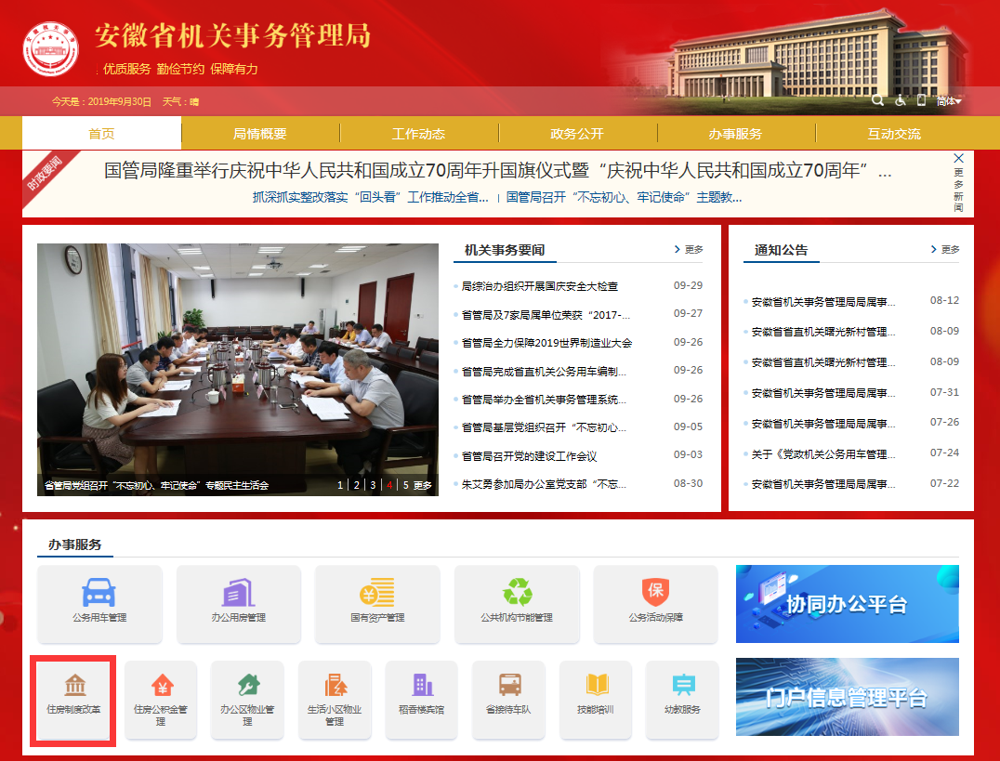 安徽省机关事务管理局
优质服务 勤俭节约 保障有力
今天是：2019年9月30日 天气：晴
简体
首页 局情概要 工作动态 政务公开 办事服务 互动交流
时政要闻
国管局隆重举行庆祝中华人民共和国成立70周年升国旗仪式暨“庆祝中华人民共和国成立70周年”...
抓深抓实整改落实“回头看”工作推动全省... | 国管局召开“不忘初心、牢记使命”主题教...
更多新闻
省管局党组召开“不忘初心、牢记使命”专题民主生活会 1 2 3 4 5 更多
机关事务要闻 更多
局综治办组织开展国庆安全大检查 09-29
省管局及7家局属单位荣获“2017-... 09-27
省管局全力保障2019世界制造业大会 09-26
省管局完成省直机关公务用车编制... 09-26
省管局举办全省机关事务管理系统... 09-26
省管局基层党组织召开“不忘初心... 09-05
省管局召开党的建设工作会议 09-03
朱艾勇参加局办公室党支部“不忘... 08-30
通知公告 更多
安徽省机关事务管理局局属事... 08-12
安徽省省直机关曙光新村管理... 08-09
安徽省省直机关曙光新村管理... 08-09
安徽省机关事务管理局局属事... 07-31
安徽省机关事务管理局局属事... 07-26
关于《党政机关公务用车管理... 07-24
安徽省机关事务管理局局属事... 07-22
办事服务
公务用车管理 办公用房管理 国有资产管理 公共机构节能管理
保
公务活动保障
协同办公平台
住房制度改革
住房公积金管
理
办公区物业管
理
生活小区物业
管理
稻香楼宾馆 省接待车队 技能培训 幼教服务
门户信息管理平台